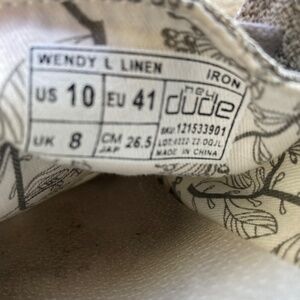 WENDY L LINEN
IRON
US 10 EU 41
hey dude
SKU:121533901
UK 8 CM JAP 26.5
MADE IN CHINA